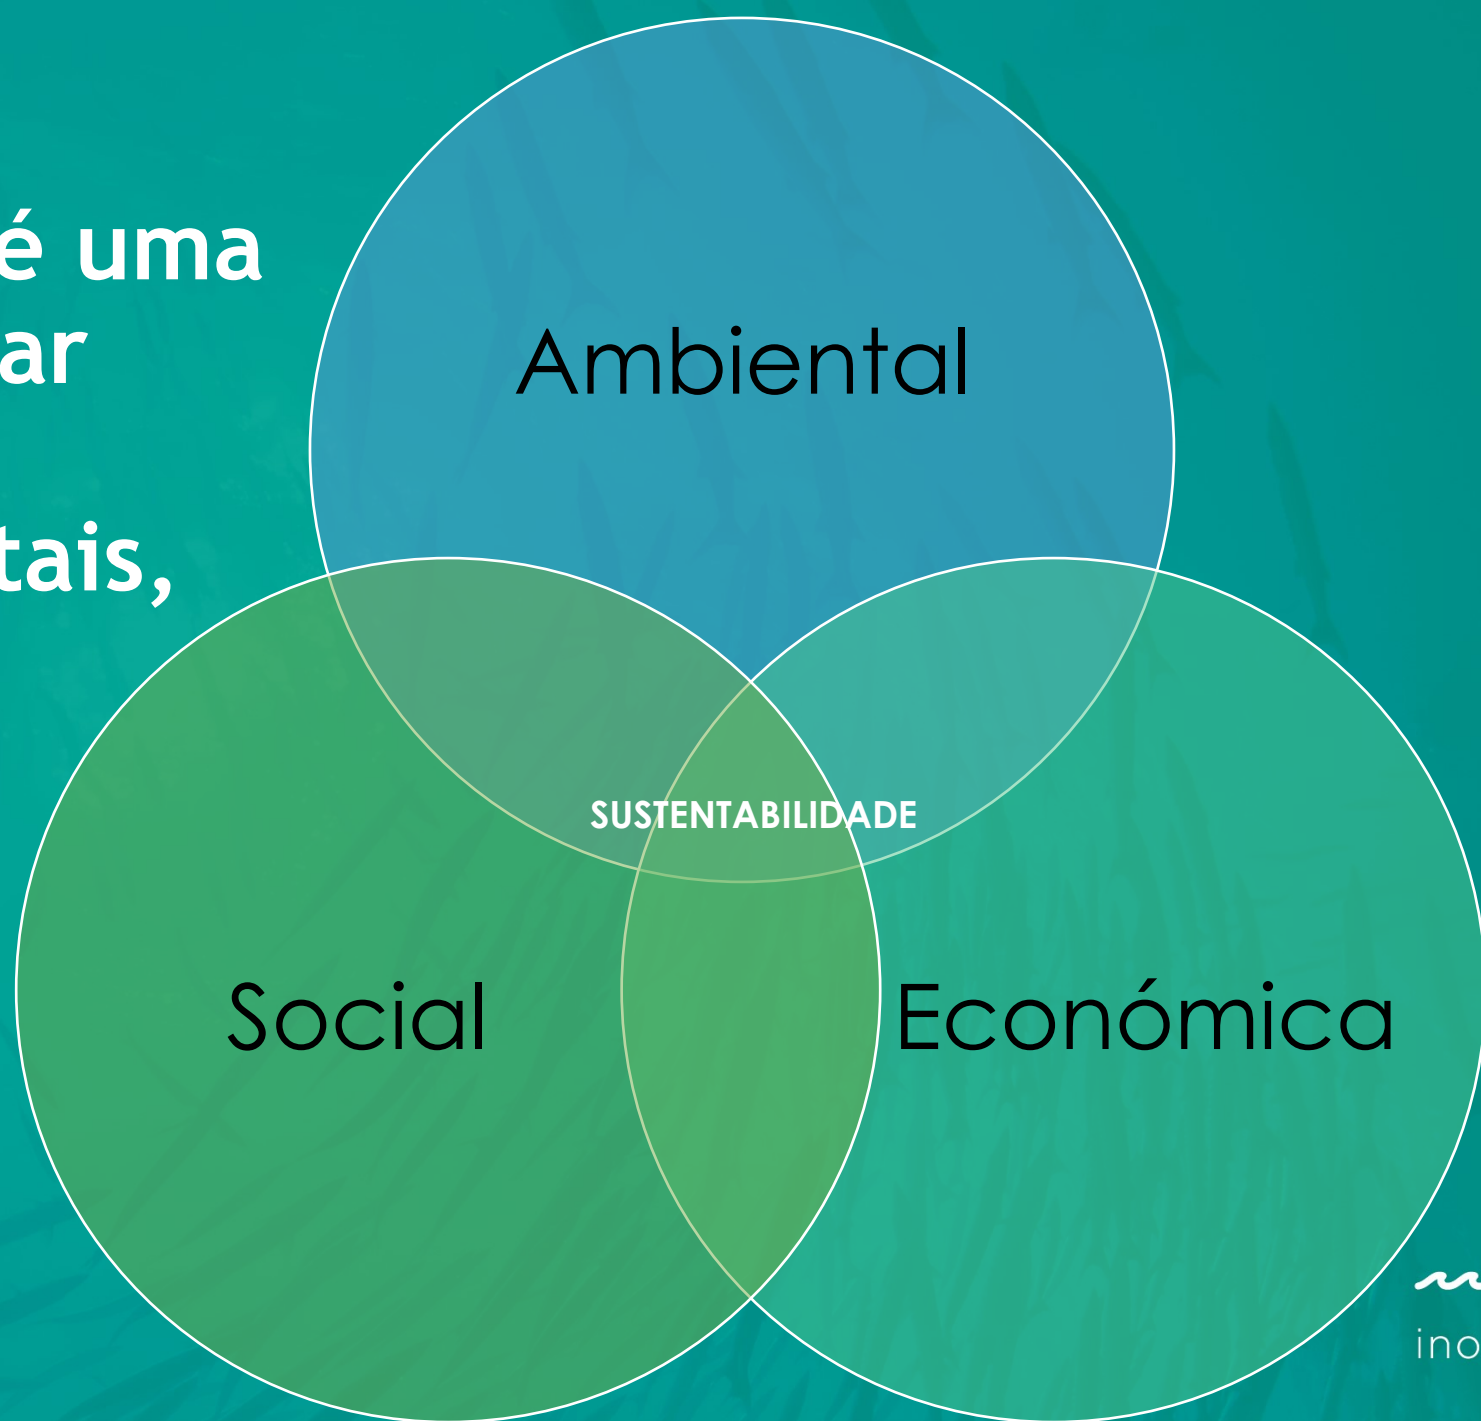 é uma
ar
tais,
Ambiental
SUSTENTABILIDADE
Social
Económica
ino